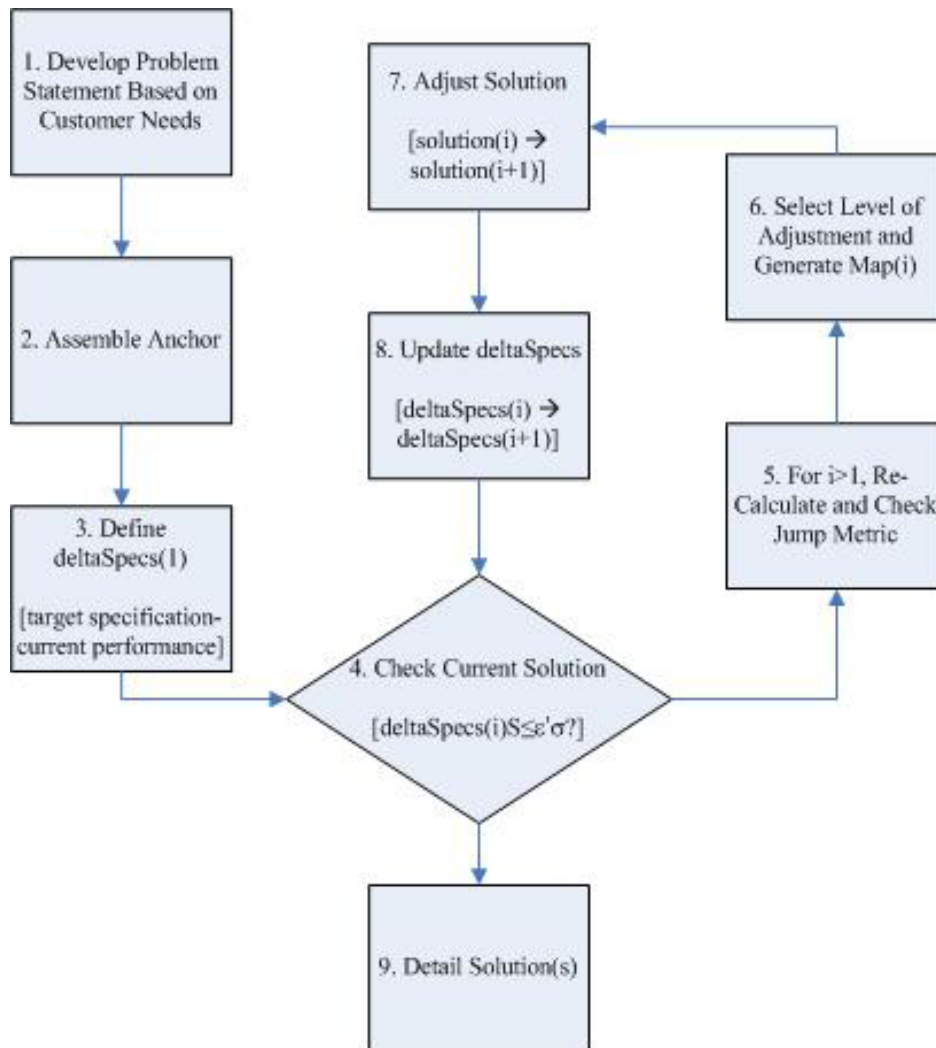 1. Develop Problem
Statement Based on
Customer Needs
2. Assemble Anchor
3. Define
deltaSpecs(1)
[target specification-
current performance]
4. Check Current Solution
[deltaSpecs(i)S≤ε'σ?]
5. For i>1, Re-
Calculate and Check
Jump Metric
6. Select Level of
Adjustment and
Generate Map(i)
7. Adjust Solution
[solution(i) →
solution(i+1)]
8. Update deltaSpecs
[deltaSpecs(i) →
deltaSpecs(i+1)]
9. Detail Solution(s)